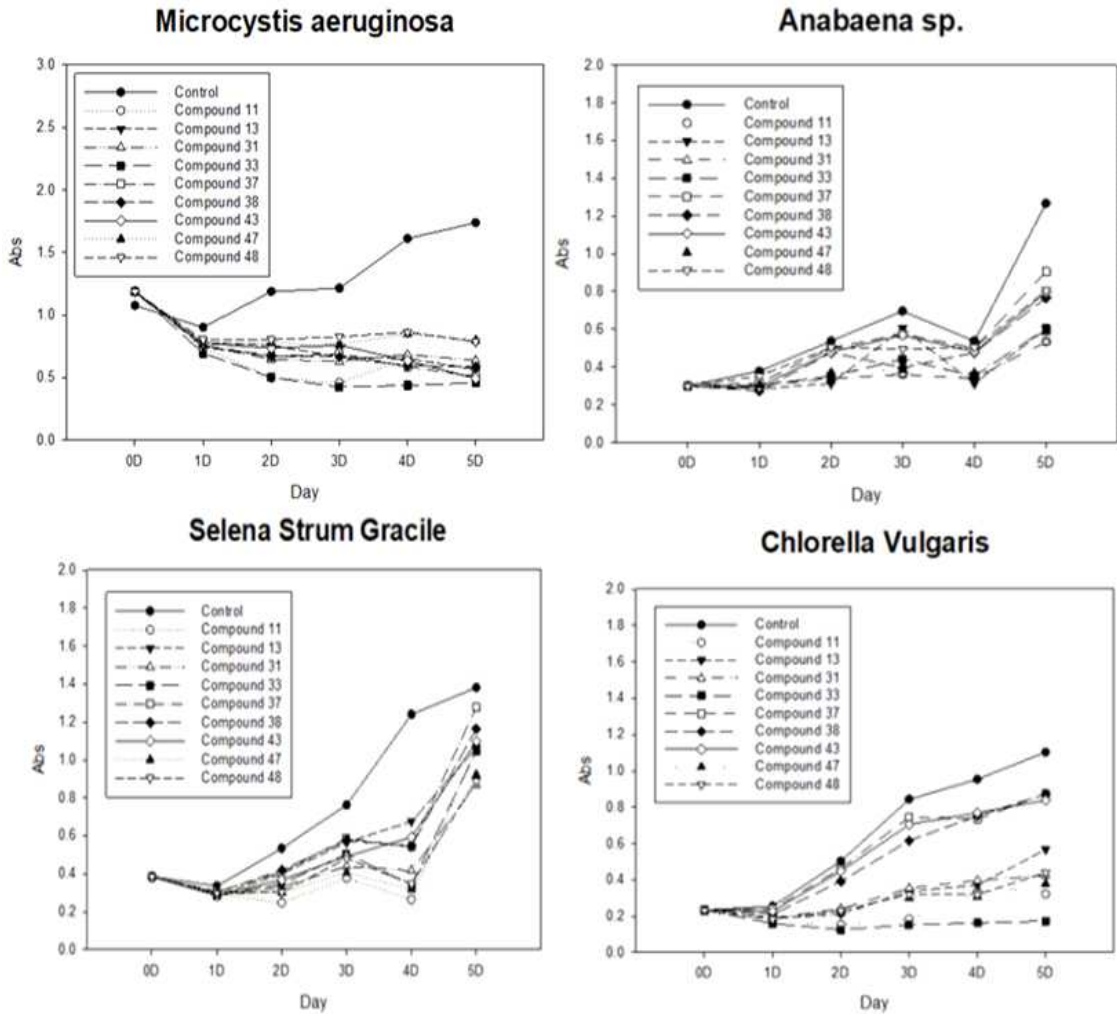 Microcystis aeruginosa
3.0
2.5
2.0
1.5
1.0
0.5
0.0
Abs
Control
Compound 11
Compound 13
Compound 31
Compound 33
Compound 37
Compound 38
Compound 43
Compound 47
Compound 48
0D 1D 2D 3D 4D 5D
Day
Anabaena sp.
2.0
1.8
1.6
1.4
1.2
1.0
0.8
0.6
0.4
0.2
0.0
Abs
Control
Compound 11
Compound 13
Compound 31
Compound 33
Compound 37
Compound 38
Compound 43
Compound 47
Compound 48
0D 1D 2D 3D 4D 5D
Day
Selena Strum Gracile
2.0
1.8
1.6
1.4
1.2
1.0
0.8
0.6
0.4
0.2
0.0
Abs
Control
Compound 11
Compound 13
Compound 31
Compound 33
Compound 37
Compound 38
Compound 43
Compound 47
Compound 48
0D 1D 2D 3D 4D 5D
Day
Chlorella Vulgaris
2.0
1.8
1.6
1.4
1.2
1.0
0.8
0.6
0.4
0.2
0.0
Abs
Control
Compound 11
Compound 13
Compound 31
Compound 33
Compound 37
Compound 38
Compound 43
Compound 47
Compound 48
0D 1D 2D 3D 4D 5D
Day